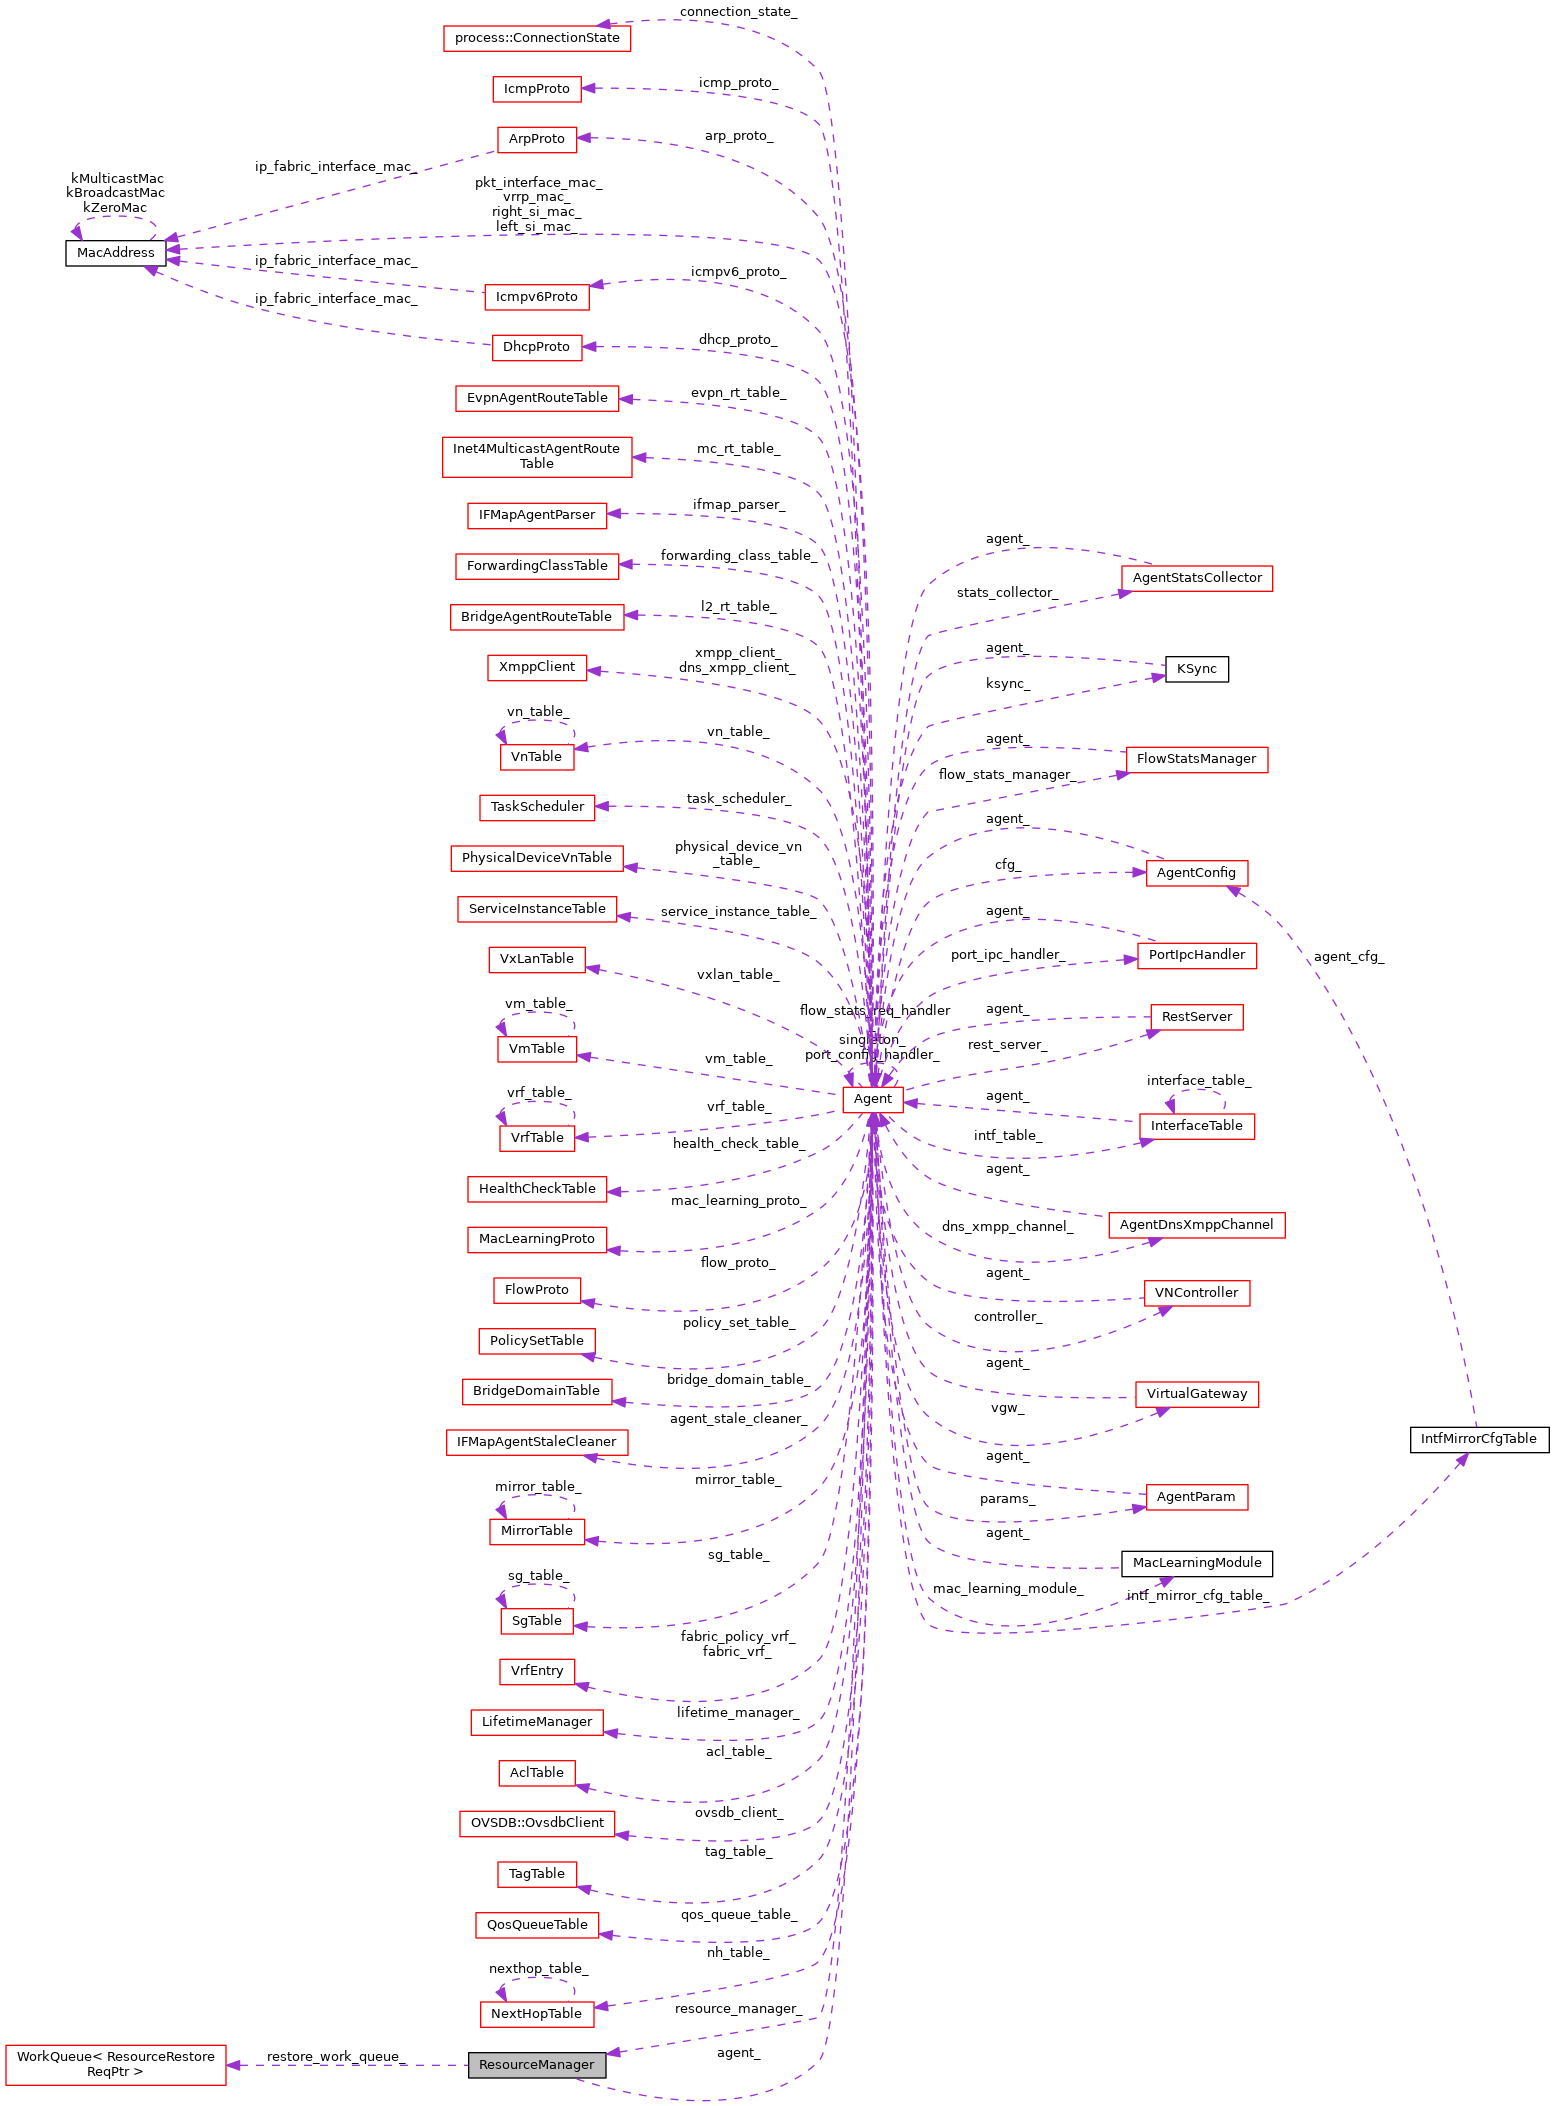 connection_state_
process::ConnectionState
icmp_proto_
IcmpProto
arp_proto_
ArpProto
ip_fabric_interface_mac_
kMulticastMac
kBroadcastMac
kZeroMac
pkt_interface_mac_
vrrp_mac_
right_si_mac_
left_si_mac_
MacAddress
ip_fabric_interface_mac_
icmpv6_proto_
Icmpv6Proto
ip_fabric_interface_mac_
dhcp_proto_
DhcpProto
evpn_rt_table_
EvpnAgentRouteTable
mc_rt_table_
Inet4MulticastAgentRoute
Table
ifmap_parser_
IFMapAgentParser
agent_
forwarding_class_table_
ForwardingClassTable
AgentStatsCollector
stats_collector_
l2_rt_table_
BridgeAgentRouteTable
xmpp_client_
dns_xmpp_client_
XmppClient
agent_
KSync
ksync_
vn_table_
vn_table_
VnTable
agent_
FlowStatsManager
flow_stats_manager_
task_scheduler_
TaskScheduler
agent_
physical_device_vn
_table_
PhysicalDeviceVnTable
cfg_
AgentConfig
service_instance_table_
ServiceInstanceTable
agent_
port_ipc_handler_
PortIpcHandler
agent_cfg_
VxLanTable
vxlan_table_
vm_table_
VmTable
flow_stats_req_handler
_
singleton_
port_config_handler_
agent_
RestServer
rest_server_
vm_table_
Agent
interface_table_
agent_
InterfaceTable
intf_table_
vrf_table_
vrf_table_
VrfTable
health_check_table_
HealthCheckTable
agent_
mac_learning_proto_
MacLearningProto
AgentDnsXmppChannel
dns_xmpp_channel_
flow_proto_
FlowProto
agent_
VNController
controller_
policy_set_table_
PolicySetTable
agent_
bridge_domain_table_
BridgeDomainTable
VirtualGateway
vgw_
agent_stale_cleaner_
IFMapAgentStaleCleaner
IntfMirrorCfgTable
agent_
mirror_table_
mirror_table_
MirrorTable
AgentParam
params_
agent_
sg_table_
sg_table_
SgTable
MacLearningModule
mac_learning_module_
intf_mirror_cfg_table_
fabric_policy_vrf_
fabric_vrf_
VrfEntry
lifetime_manager_
LifetimeManager
acl_table_
AclTable
ovsdb_client_
OVSDB::OvsdbClient
tag_table_
TagTable
qos_queue_table_
QosQueueTable
nh_table_
nexthop_table_
NextHopTable
resource_manager_
WorkQueue< ResourceRestore
ReqPtr >
restore_work_queue_
ResourceManager
agent_